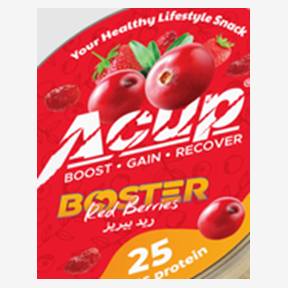 Your Healthy Lifestyle Snack
Acup
BOOST • GAIN • RECOVER
BOOSTER
Red Berries
ريد بيريز
25
protein